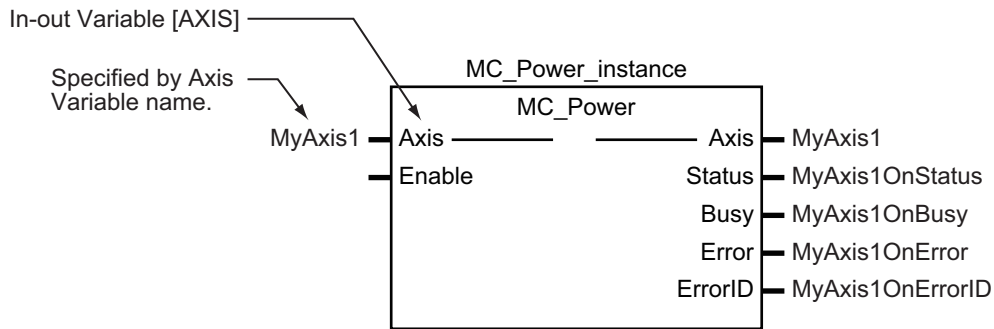 In-out Variable [AXIS]
Specified by Axis
Variable name.
MC_Power_instance
MC_Power
MyAxis1 Axis Axis MyAxis1
Enable Status MyAxis1OnStatus
Busy MyAxis1OnBusy
Error MyAxis1OnError
ErrorID MyAxis1OnErrorID